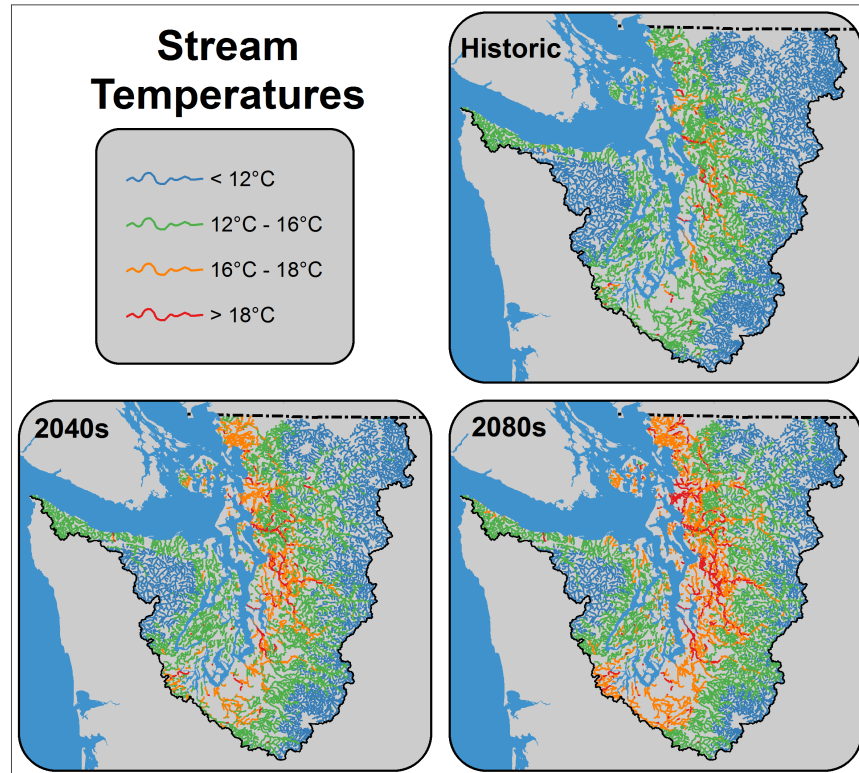 Stream
Temperatures
< 12°C
12°C - 16°C
16°C - 18°C
> 18°C
Historic
2040s
2080s